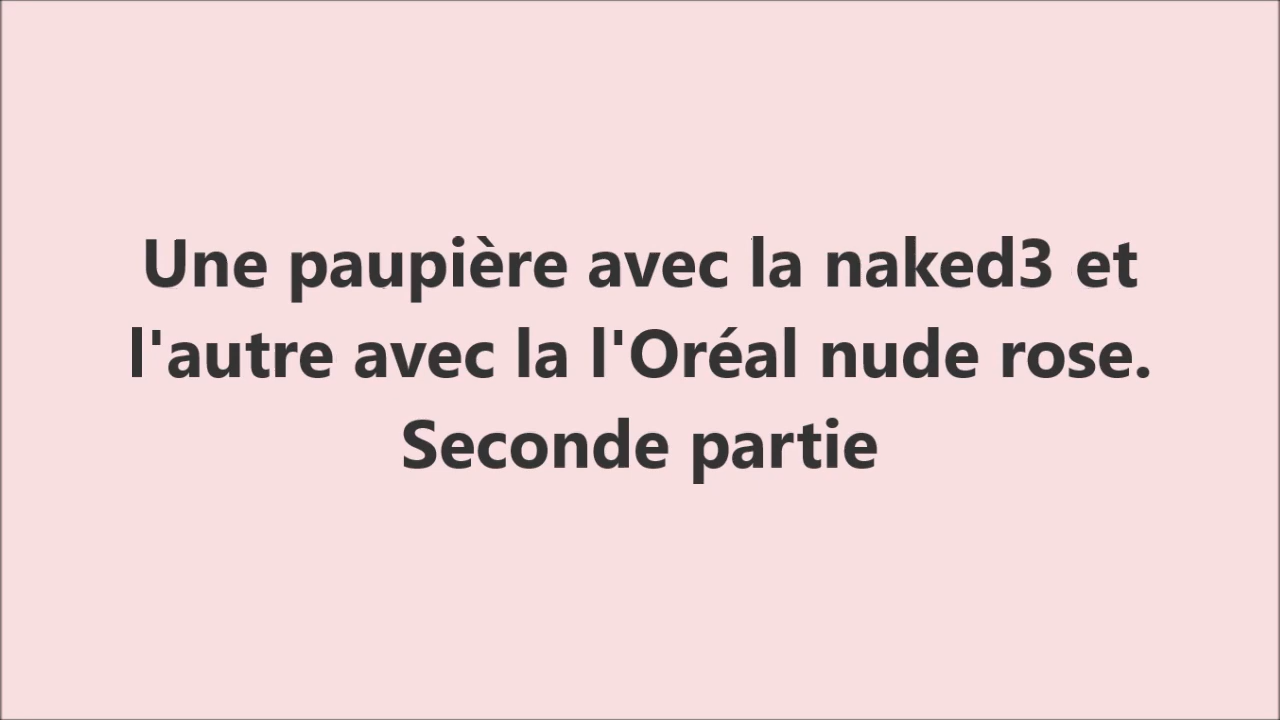 Une paupière avec la naked3 et
l'autre avec la l'Oréal nude rose.
Seconde partie